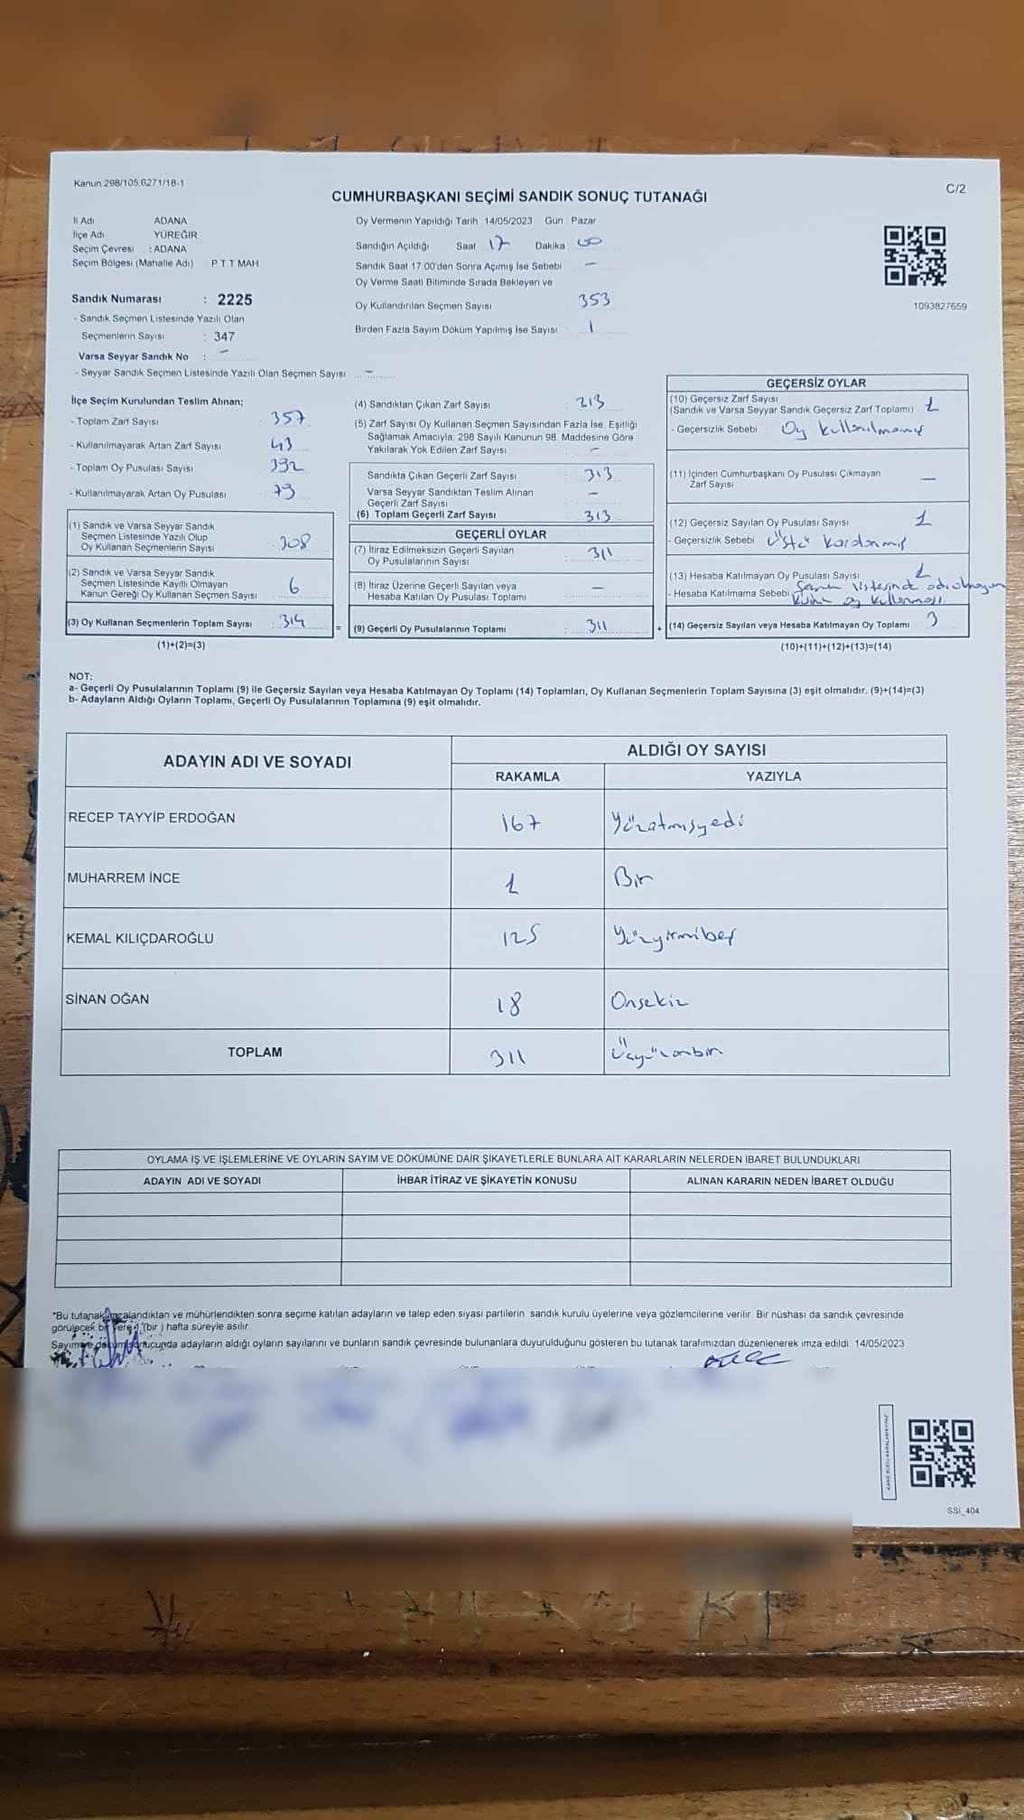 Kanun 298/105,6271/18-1
C/2
CUMHURBAŞKANI SEÇİMİ SANDIK SONUÇ TUTANAĞI
İl Adı ADANA
İlçe Adı YÜREĞİR
Seçim Çevresi : ADANA
Seçim Bölgesi (Mahalle Adı) P T T MAH
Sandık Numarası : 2225
- Sandık Seçmen Listesinde Yazılı Olan
Seçmenlerin Sayısı : 347
Varsa Seyyar Sandık No : -
- Seyyar Sandık Seçmen Listesinde Yazılı Olan Seçmen Sayısı -
Oy Vermenin Yapıldığı Tarih 14/05/2023 Gün Pazar
Sandığın Açıldığı Saat 17 Dakika 00
Sandık Saat 17 00'den Sonra Açımış İse Sebebi -
Oy Verme Saati Bitiminde Sırada Bekleyen ve
Oy Kullandırılan Seçmen Sayısı 353
Birden Fazla Sayım Döküm Yapılmış İse Sayısı 1
1093827659
İlçe Seçim Kurulundan Teslim Alınan;
- Toplam Zarf Sayısı 357
- Kullanılmayarak Artan Zarf Sayısı 43
- Toplam Oy Pusulası Sayısı 392
- Kullanılmayarak Artan Oy Pusulası 79
(1) Sandık ve Varsa Seyyar Sandık
Seçmen Listesinde Yazılı Olup
Oy Kullanan Seçmenlerin Sayısı 308
(2) Sandık ve Varsa Seyyar Sandık
Seçmen Listesinde Kayıtlı Olmayan
Kanun Gereği Oy Kullanan Seçmen Sayısı 6
(3) Oy Kullanan Seçmenlerin Toplam Sayısı 314 =
(1)+(2)=(3)
(4) Sandıktan Çıkan Zarf Sayısı 313
(5) Zarf Sayısı Oy Kullanan Seçmen Sayısından Fazla İse, Eşitliği
Sağlamak Amacıyla, 298 Sayılı Kanunun 98. Maddesine Göre
Yakılarak Yok Edilen Zarf Sayısı -
Sandıkta Çıkan Geçerli Zarf Sayısı 313
Varsa Seyyar Sandıktan Teslim Alınan
Geçerli Zarf Sayısı -
(6) Toplam Geçerli Zarf Sayısı 313
GEÇERLİ OYLAR
(7) İtiraz Edilmeksizin Geçerli Sayılan
Oy Pusulalarının Sayısı 311
(8) İtiraz Üzerine Geçerli Sayılan veya
Hesaba Katılan Oy Pusulası Toplamı -
(9) Geçerli Oy Pusulalarının Toplamı 311 +
GEÇERSİZ OYLAR
(10) Geçersiz Zarf Sayısı
(Sandık ve Varsa Seyyar Sandık Geçersiz Zarf Toplamı) 1
- Geçersizlik Sebebi Oy kullanılmamış
(11) İçinden Cumhurbaşkanı Oy Pusulası Çıkmayan
Zarf Sayısı -
(12) Geçersiz Sayılan Oy Pusulası Sayısı 1
- Geçersizlik Sebebi Üstü karalanmış
(13) Hesaba Katılmayan Oy Pusulası Sayısı 1
- Hesaba Katılmama Sebebi Seçmen listesinde adı olmayan
oy kullanması
(14) Geçersiz Sayılan veya Hesaba Katılmayan Oy Toplamı 3
(10)+(11)+(12)+(13)=(14)
NOT:
a- Geçerli Oy Pusulalarının Toplamı (9) ile Geçersiz Sayılan veya Hesaba Katılmayan Oy Toplamı (14) Toplamları, Oy Kullanan Seçmenlerin Toplam Sayısına (3) eşit olmalıdır. (9)+(14)=(3)
b- Adayların Aldığı Oyların Toplamı, Geçerli Oy Pusulalarının Toplamına (9) eşit olmalıdır.
ADAYIN ADI VE SOYADI
ALDIĞI OY SAYISI
RAKAMLA YAZIYLA
RECEP TAYYİP ERDOĞAN 167 Yüzatmışyedi
MUHARREM İNCE 1 Bir
KEMAL KILIÇDAROĞLU 125 Yüzyirmibeş
SİNAN OĞAN 18 Onsekiz
TOPLAM 311 Üçyüzonbir
OYLAMA İŞ VE İŞLEMLERİNE VE OYLARIN SAYIM VE DÖKÜMÜNE DAİR ŞİKAYETLERLE BUNLARA AİT KARARLARIN NELERDEN İBARET BULUNDUKLARI
ADAYIN ADI VE SOYADI İHBAR İTİRAZ VE ŞİKAYETİN KONUSU ALINAN KARARIN NEDEN İBARET OLDUĞU
*Bu tutanak imzalandıktan ve mühürlendikten sonra seçime katılan adayların ve talep eden siyasi partilerin sandık kurulu üyelerine veya gözlemcilerine verilir. Bir nüshası da sandık çevresinde
görülecek bir yere 1 (bir ) hafta süreyle asılır.
Sayım ve döküm sonucunda adayların aldığı oyların sayılarını ve bunların sandık çevresinde bulunanlara duyurulduğunu gösteren bu tutanak tarafımızdan düzenlenerek imza edildi 14/05/2023
SSI_404